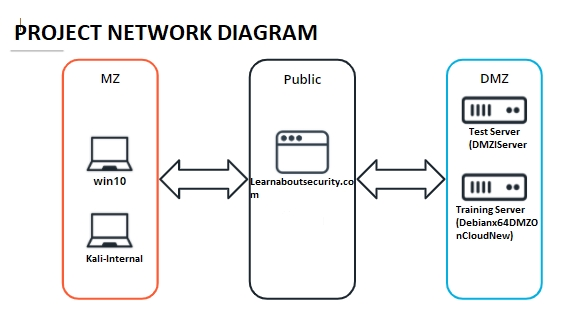 PROJECT NETWORK DIAGRAM
MZ
Public
DMZ
win10
Kali-Internal
Learnaboutsecurity.co
m
Test Server
(DMZIServer
Training Server
(Debianx64DMZO
nCloudNew)